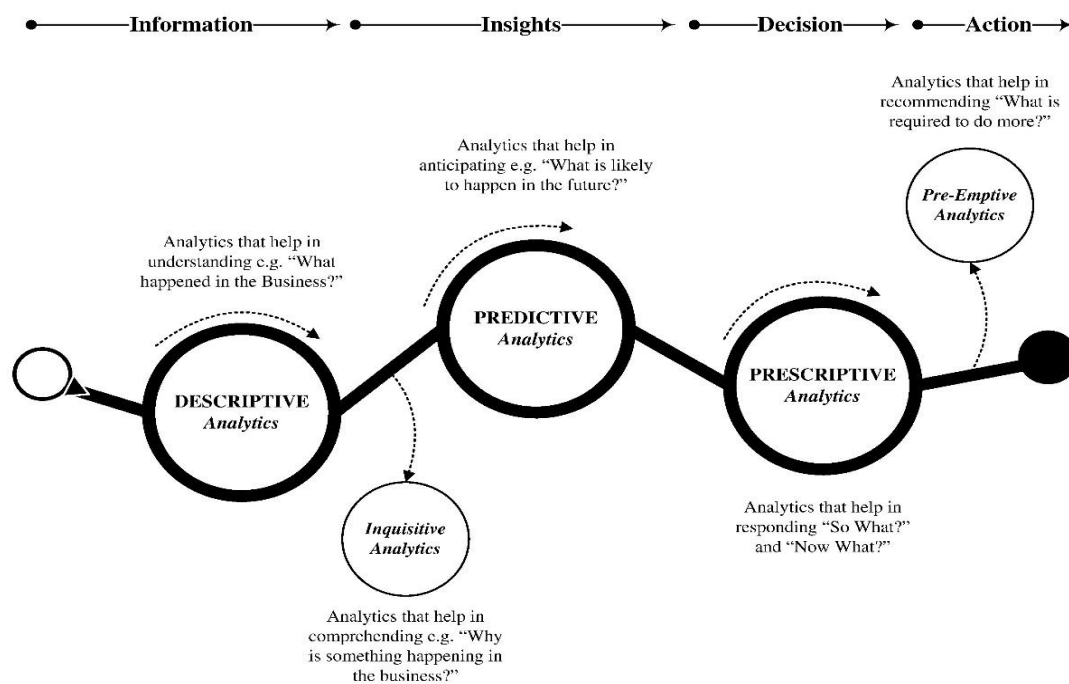 Information
Insights
Decision
Action
Analytics that help in
recommending “What is
required to do more?”
Pre-Emptive
Analytics
Analytics that help in
anticipating e.g. “What is likely
to happen in the future?”
Analytics that help in
understanding e.g. “What
happened in the Business?”
PREDICTIVE
Analytics
DESCRIPTIVE
Analytics
PRESCRIPTIVE
Analytics
Inquisitive
Analytics
Analytics that help in
responding “So What?”
and “Now What?”
Analytics that help in
comprehending e.g. “Why
is something happening in
the business?”